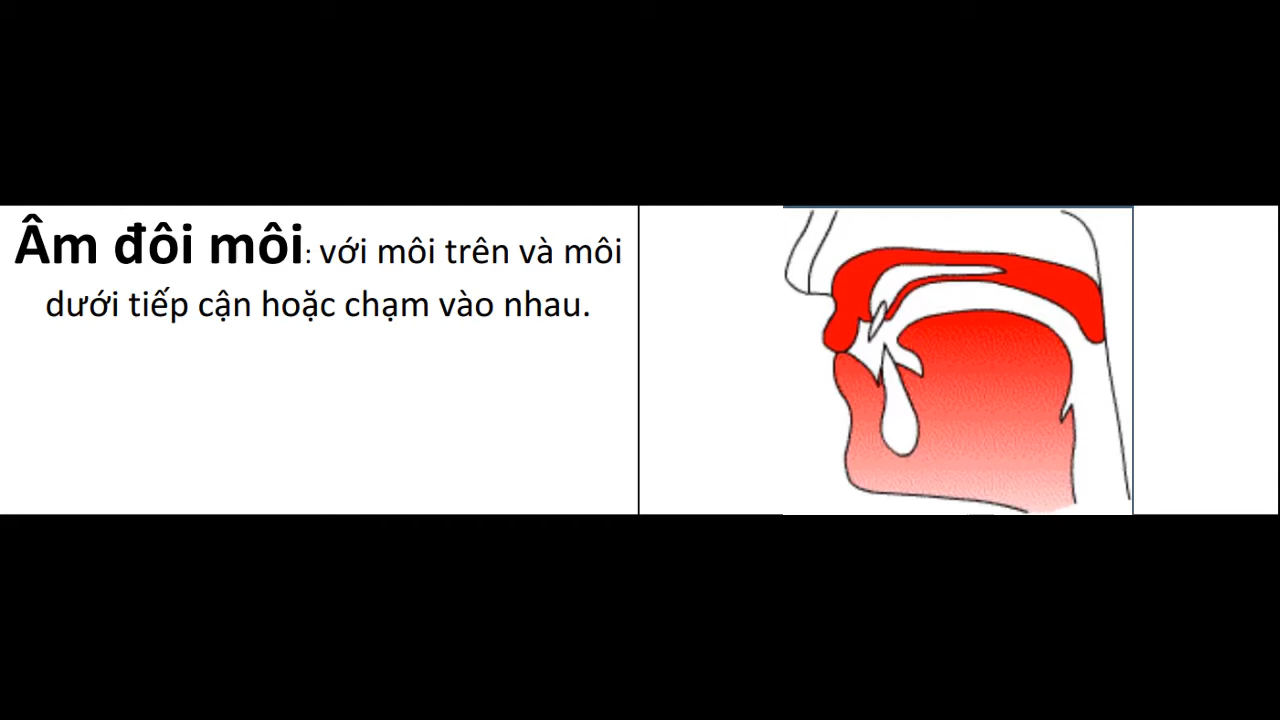 Âm đôi môi: với môi trên và môi
dưới tiếp cận hoặc chạm vào nhau.